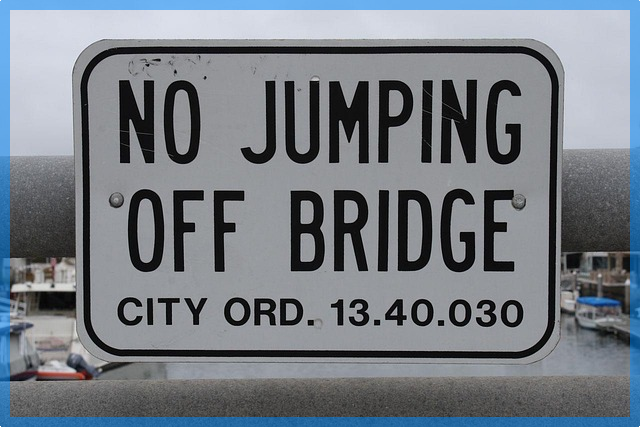 NO JUMPING
OFF BRIDGE
CITY ORD. 13.40.030